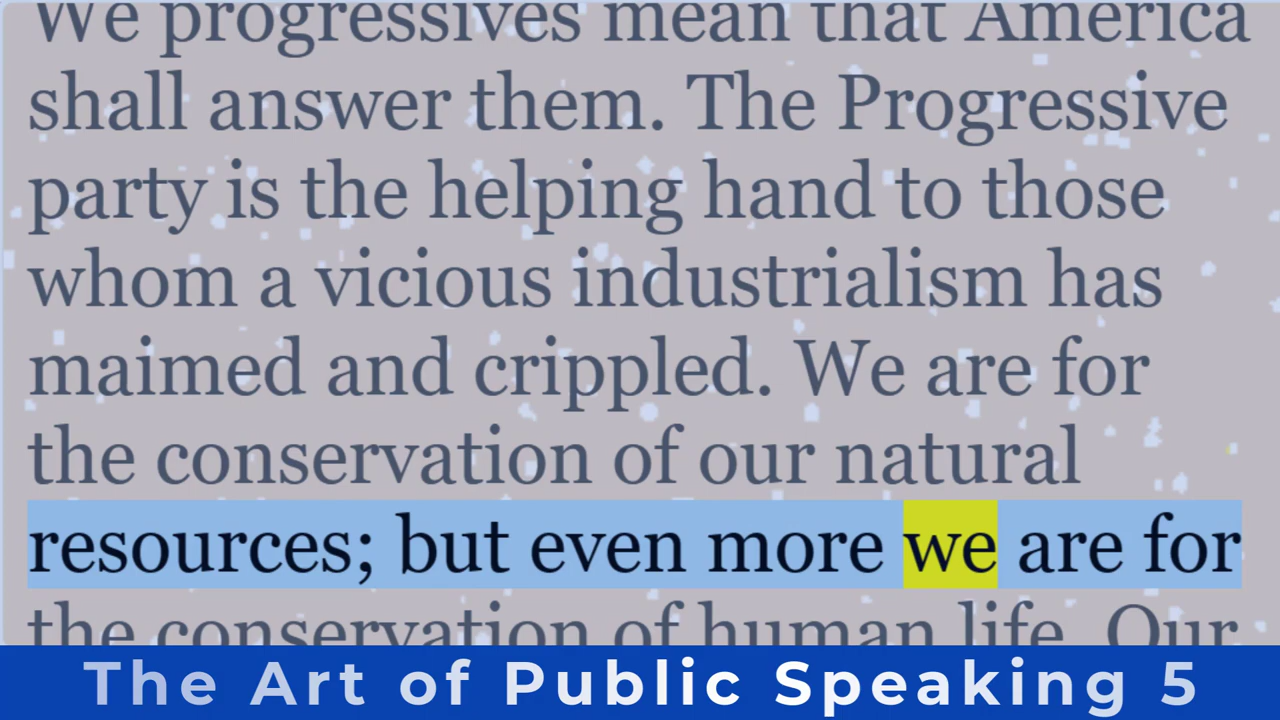 We progressives mean that America
shall answer them. The Progressive
party is the helping hand to those
whom a vicious industrialism has
maimed and crippled. We are for
the conservation of our natural
resources; but even more we are for
the conservation of human life. Our
The Art of Public Speaking 5